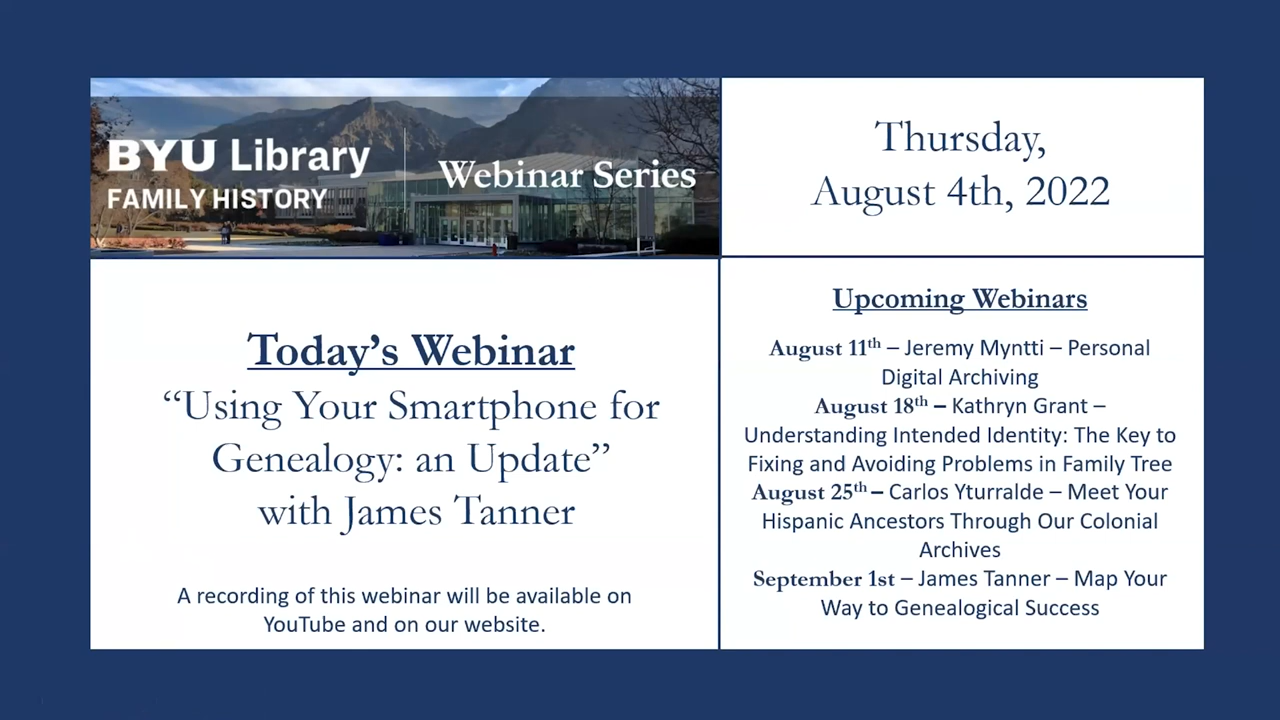 BYU Library
FAMILY HISTORY
Webinar Series
Thursday,
August 4th, 2022
Today's Webinar
“Using Your Smartphone for
Genealogy: an Update”
with James Tanner
A recording of this webinar will be available on
YouTube and on our website.
Upcoming Webinars
August 11th – Jeremy Myntti – Personal
Digital Archiving
August 18th – Kathryn Grant –
Understanding Intended Identity: The Key to
Fixing and Avoiding Problems in Family Tree
August 25th – Carlos Yturralde – Meet Your
Hispanic Ancestors Through Our Colonial
Archives
September 1st – James Tanner – Map Your
Way to Genealogical Success